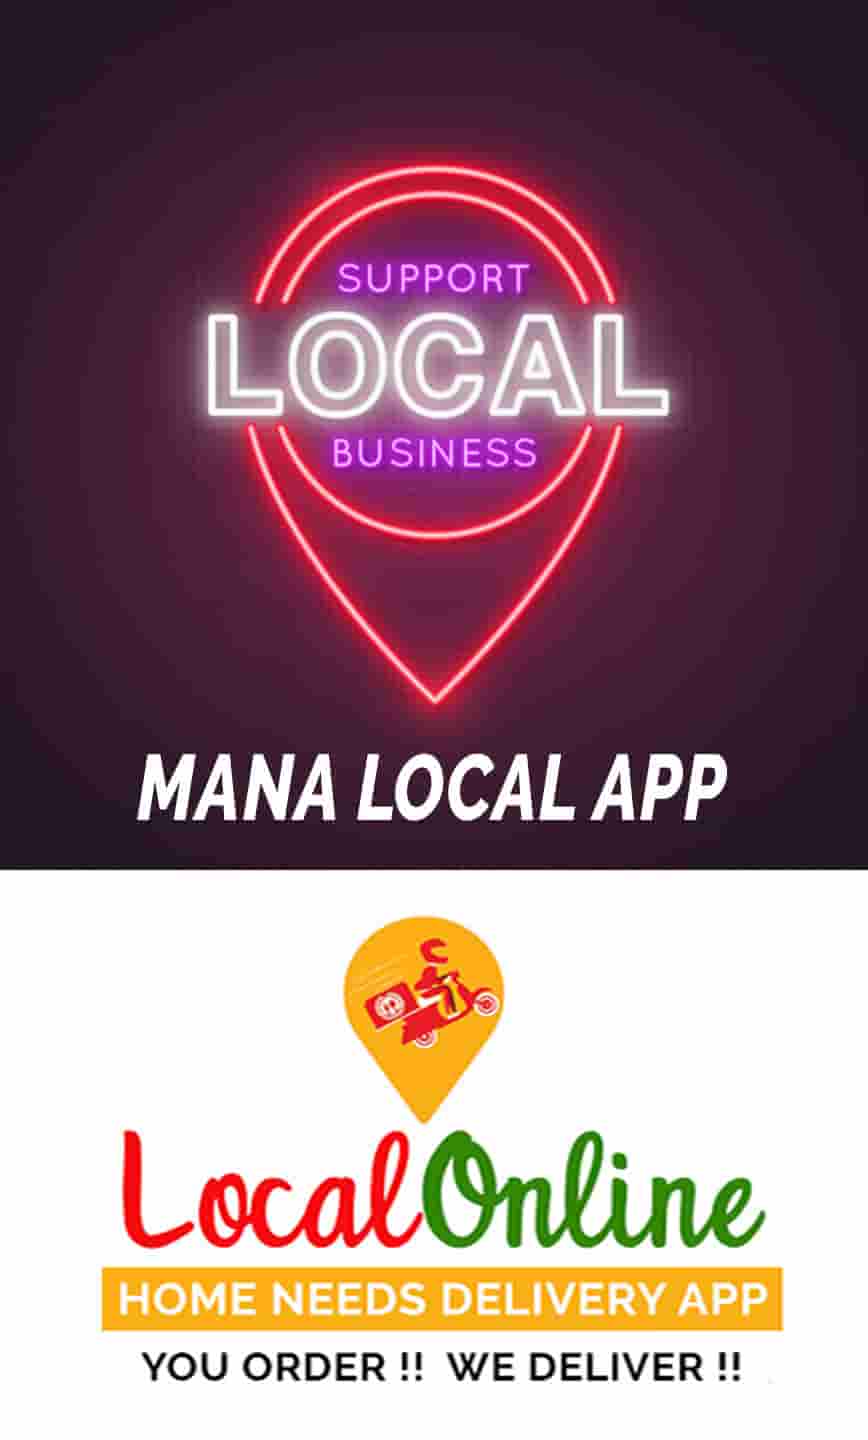 SUPPORT
LOCAL
BUSINESS
MANA LOCAL APP
LocalOnline
HOME NEEDS DELIVERY APP
YOU ORDER !! WE DELIVER !!